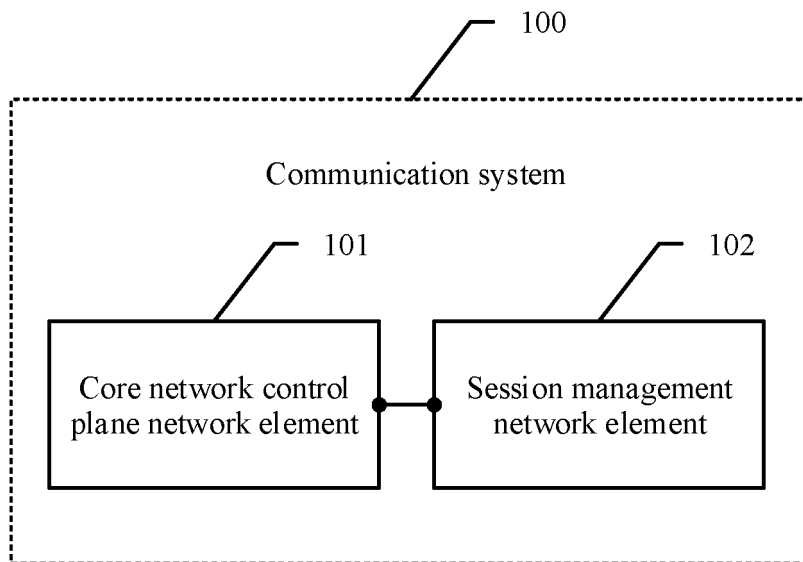 100
Communication system
101
102
Core network control
plane network element
Session management
network element